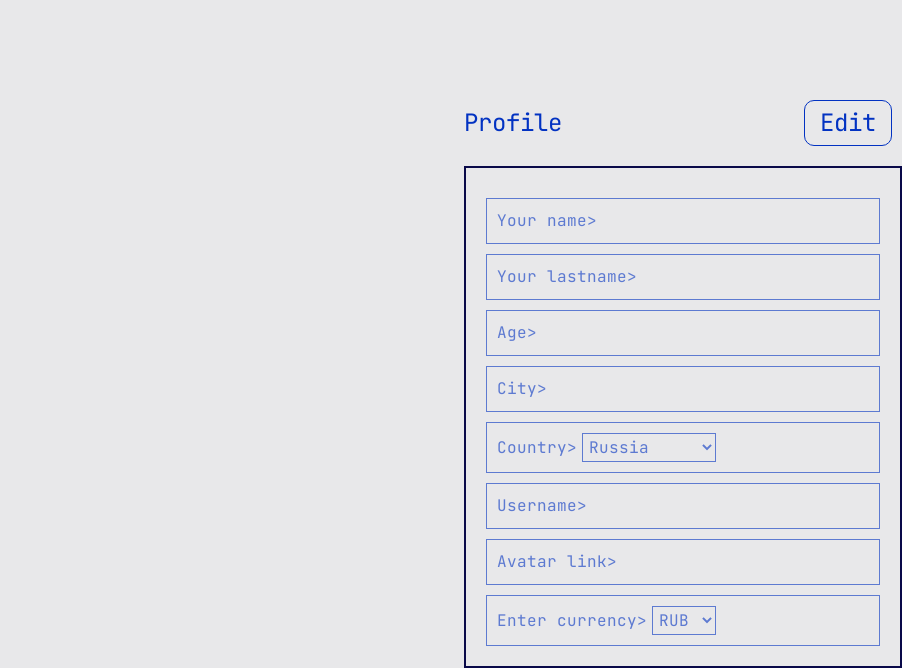 Profile
Edit
Your name>
Your lastname>
Age>
City>
Country> Russia
Username>
Avatar link>
Enter currency> RUB